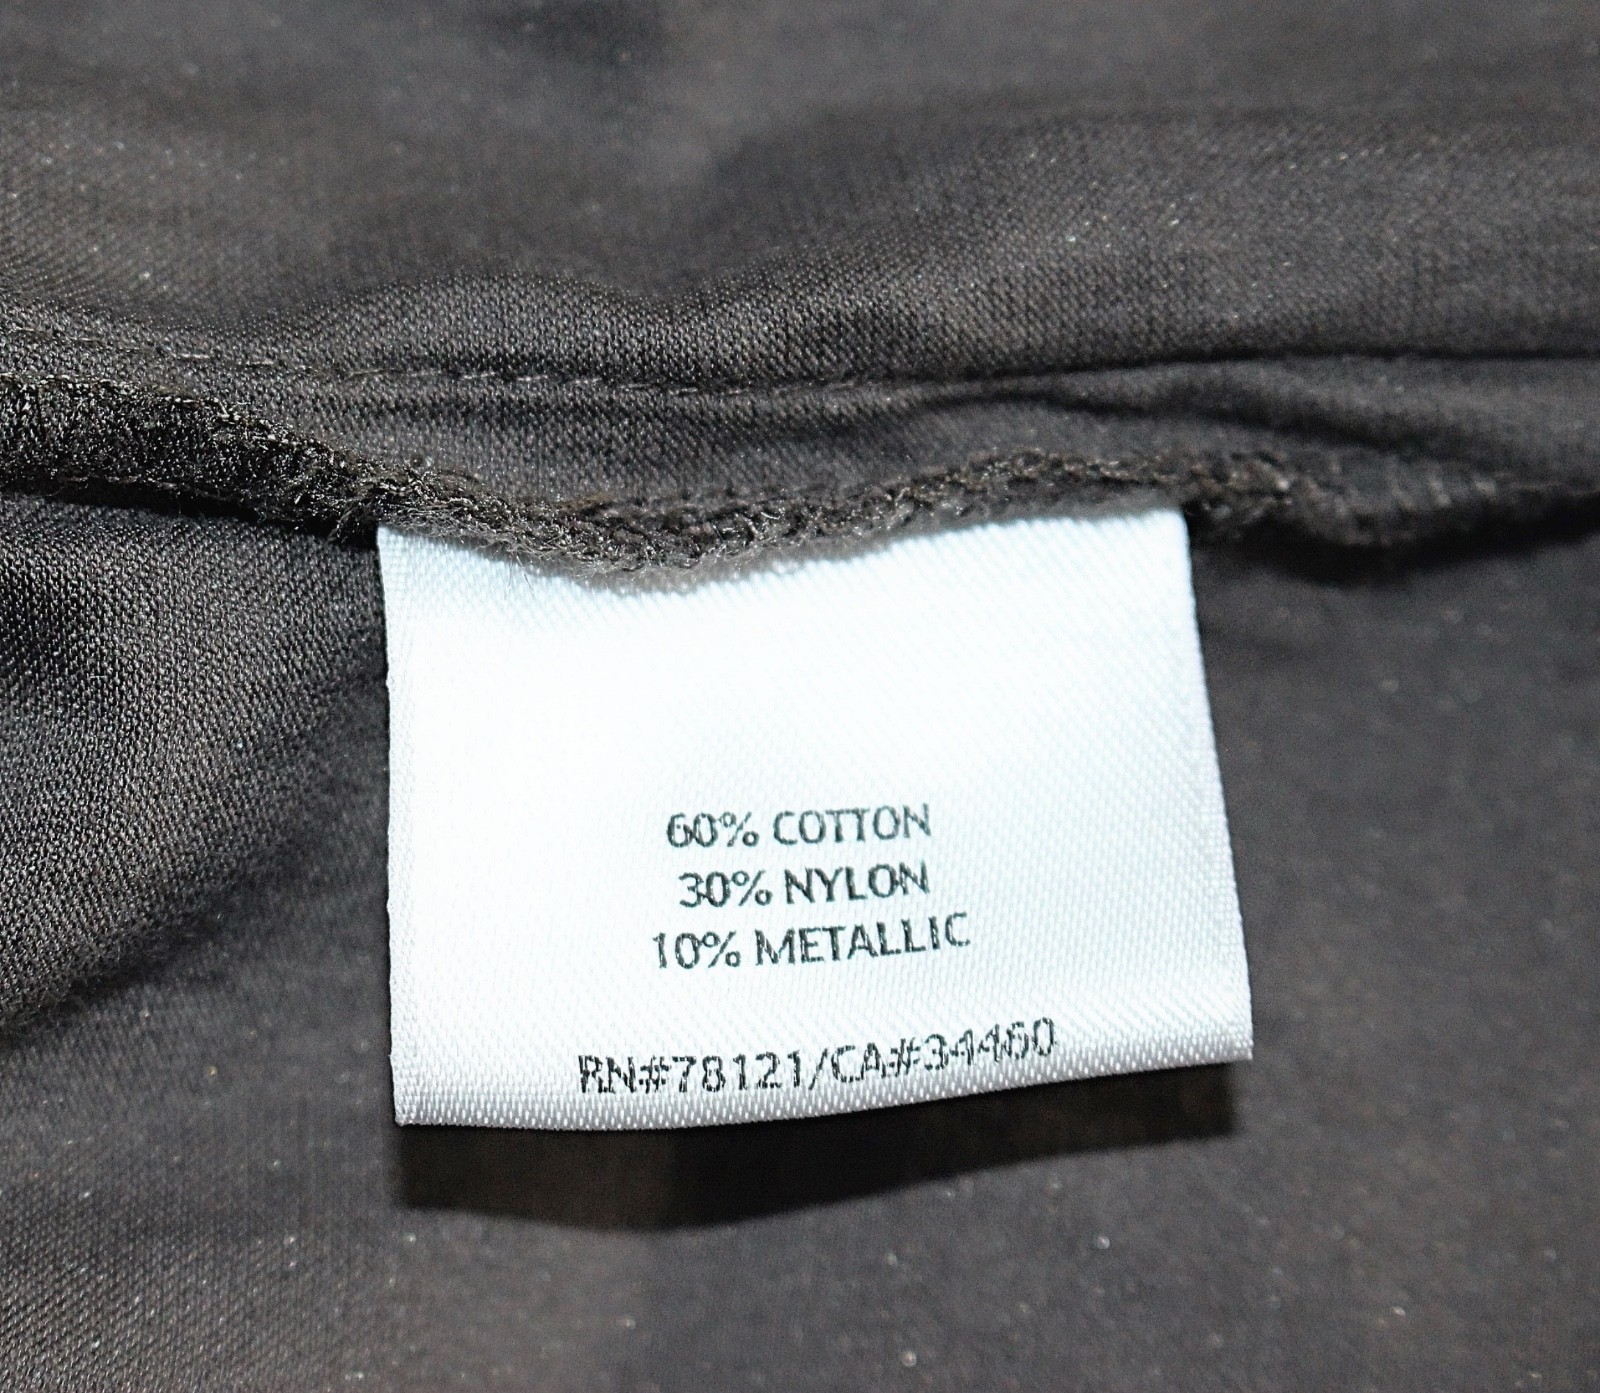 60% COTTON
30% NYLON
10% METALLIC
RN#78121/CA#34460